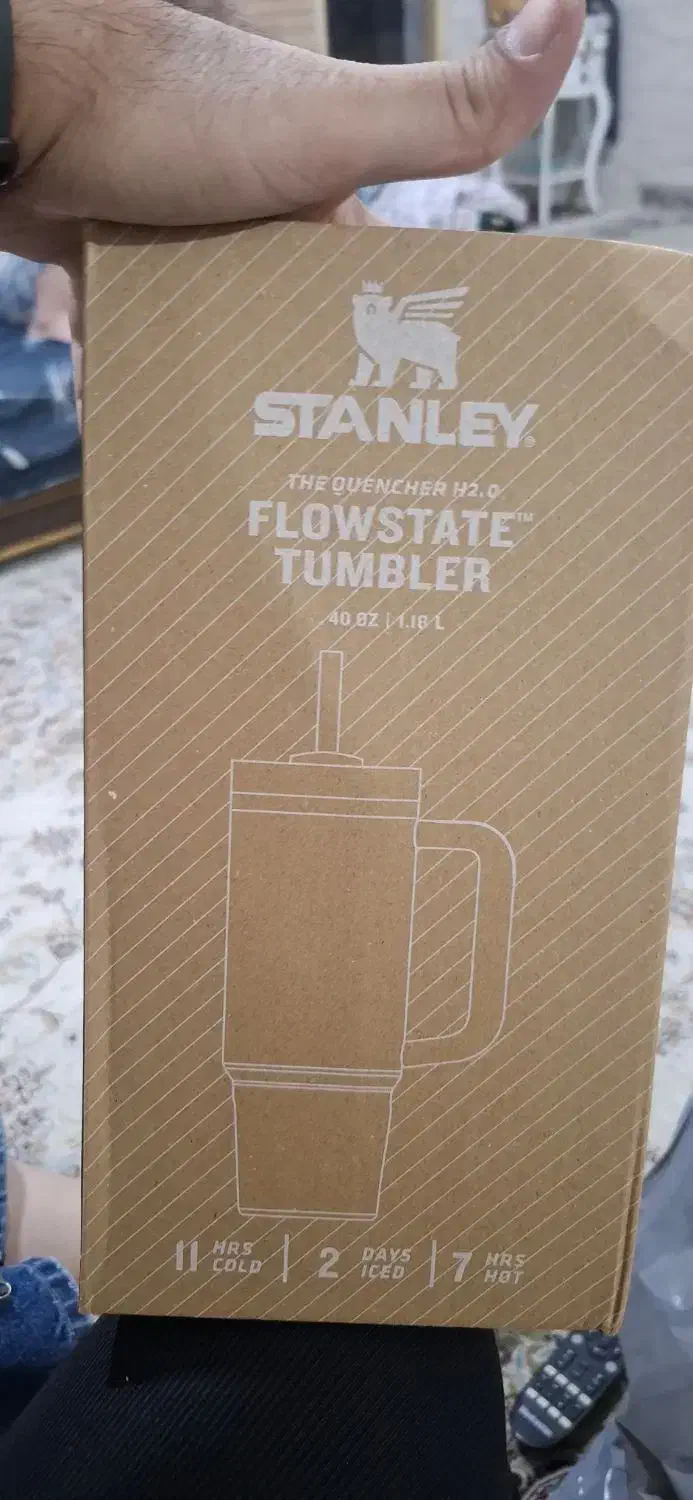 STANLEY®
THE QUENCHER H2.0
FLOWSTATE™
TUMBLER
40 OZ | 1.18 L
11 HRS COLD | 2 DAYS ICED | 7 HRS HOT